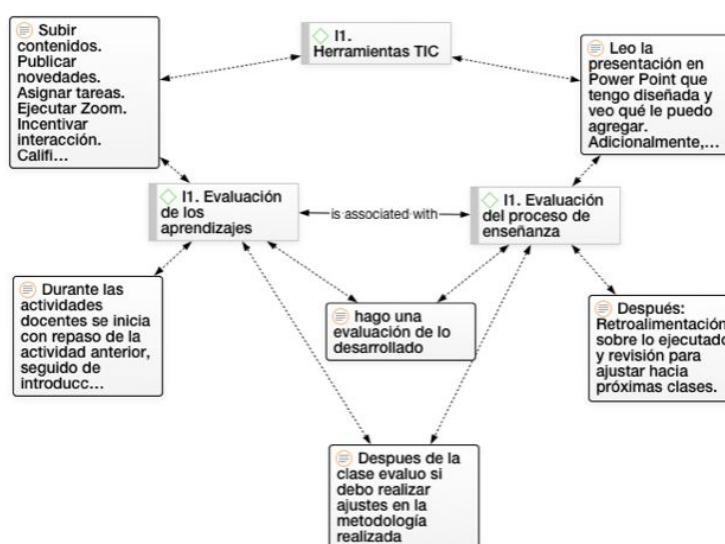 Subir
contenidos.
Publicar
novedades.
Asignar tareas.
Ejecutar Zoom.
Incentivar
interacción.
Califi...
I1.
Herramientas TIC
Leo la
presentación en
Power Point que
tengo diseñada y
veo qué le puedo
agregar.
Adicionalmente,...
I1. Evaluación
de los
aprendizajes
is associated with
I1. Evaluación
del proceso de
enseñanza
Durante las
actividades
docentes se inicia
con repaso de la
actividad anterior,
seguido de
introducc...
hago una
evaluación de lo
desarrollado
Después:
Retroalimentación
sobre lo ejecutado
y revisión para
ajustar hacia
próximas clases.
Despues de la
clase evaluo si
debo realizar
ajustes en la
metodología
realizada